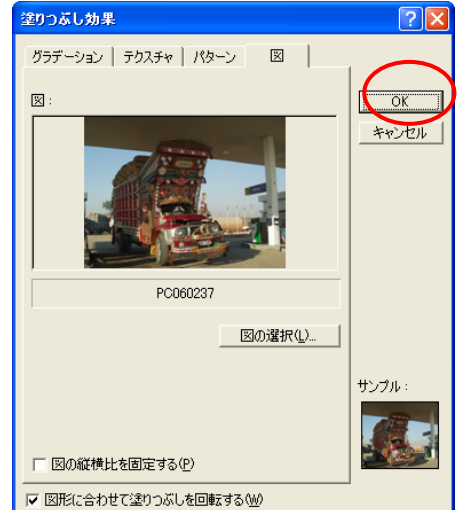 塗りつぶし効果
グラデーション テクスチャ パターン 図
図:
OK
キャンセル
PC060237
図の選択(L)...
サンプル:
図の縦横比を固定する(P)
図形に合わせて塗りつぶしを回転する(W)